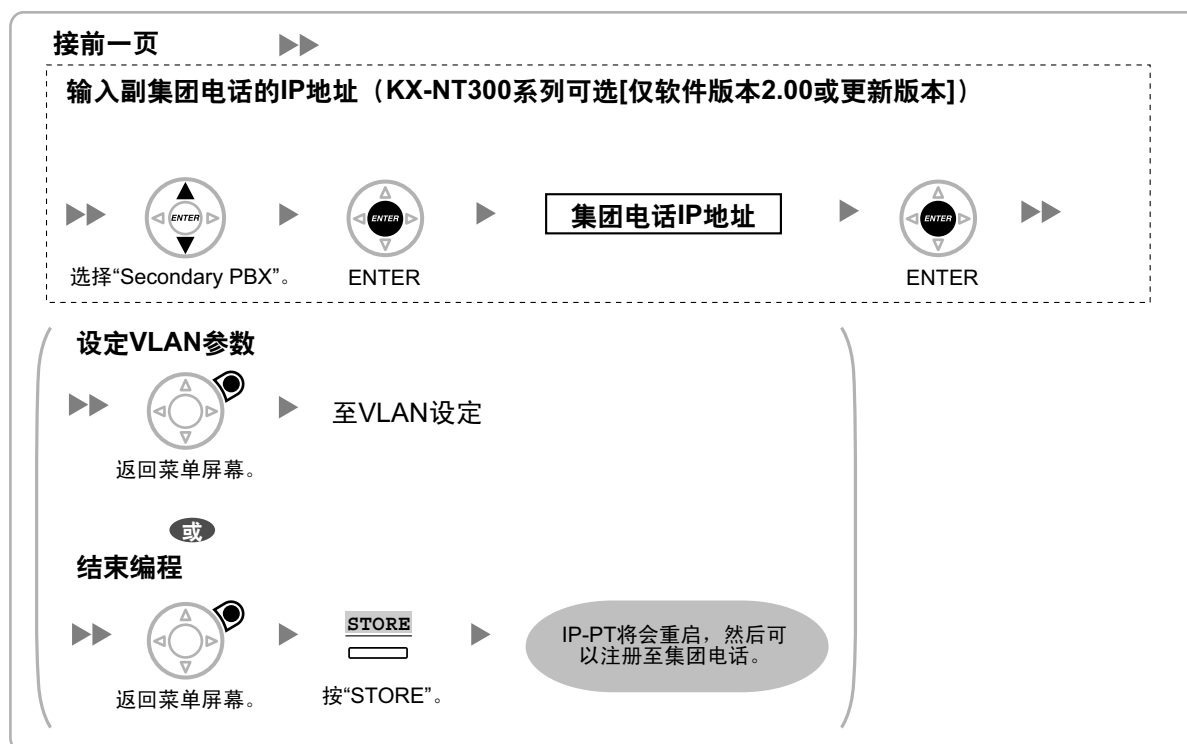 接前一页
输入副集团电话的IP地址（KX-NT300系列可选[仅软件版本2.00或更新版本]）
ENTER
ENTER
集团电话IP地址
ENTER
选择“Secondary PBX”。
ENTER
ENTER
设定VLAN参数
至VLAN设定
返回菜单屏幕。
或
结束编程
STORE
IP-PT将会重启，然后可
以注册至集团电话。
返回菜单屏幕。
按“STORE”。